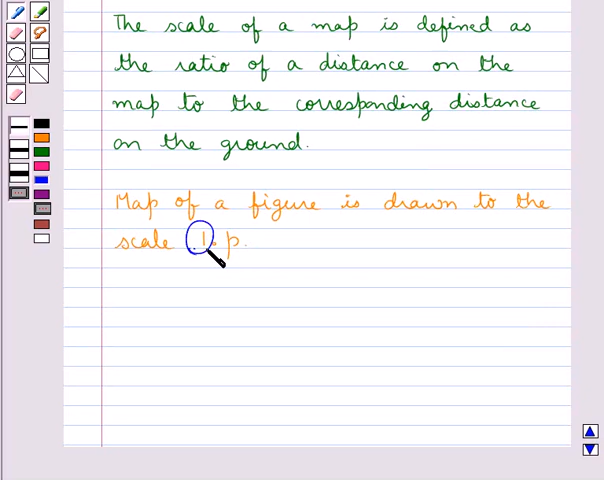 The scale of a map is defined as
the ratio of a distance on the
map to the corresponding distance
on the ground.
Map of a figure is drawn to the
scale 1:p.